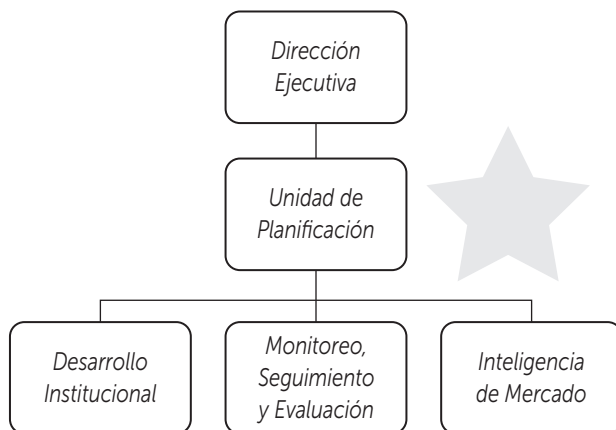 Dirección
Ejecutiva
Unidad de
Planificación
Desarrollo
Institucional
Monitoreo,
Seguimiento
y Evaluación
Inteligencia
de Mercado